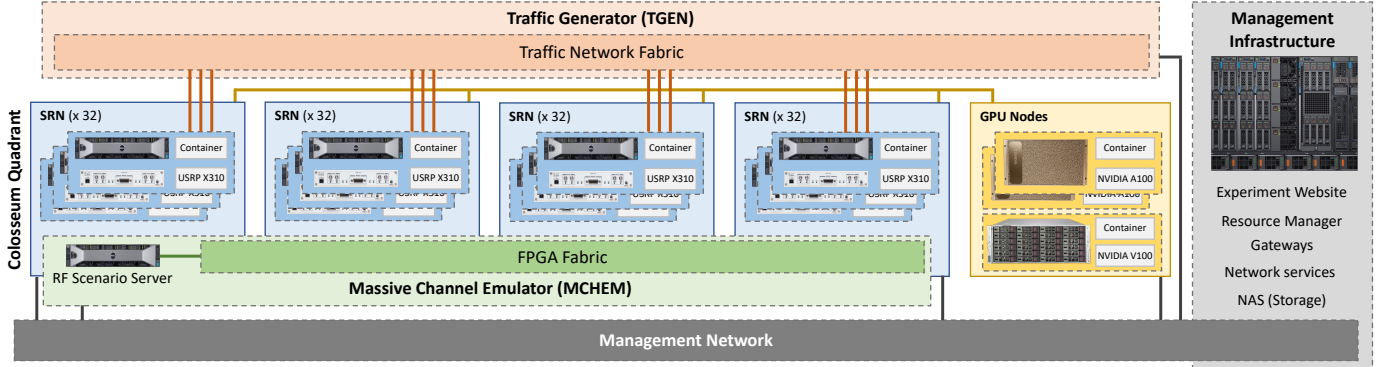 Traffic Generator (TGEN)
Traffic Network Fabric
Colosseum Quadrant
SRN (x 32)
Container
USRP X310
SRN (x 32)
Container
USRP X310
SRN (x 32)
Container
USRP X310
SRN (x 32)
Container
USRP X310
GPU Nodes
Container
NVIDIA A100
Container
NVIDIA V100
RF Scenario Server
FPGA Fabric
Massive Channel Emulator (MCHEM)
Management Network
Management
Infrastructure
Experiment Website
Resource Manager
Gateways
Network services
NAS (Storage)